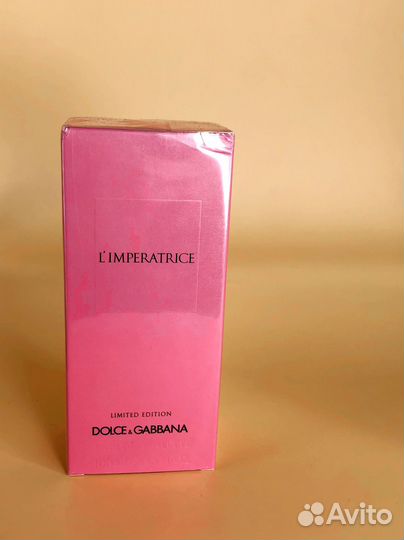 L'IMPERATRICE
LIMITED EDITION
DOLCE & GABBANA
Avito